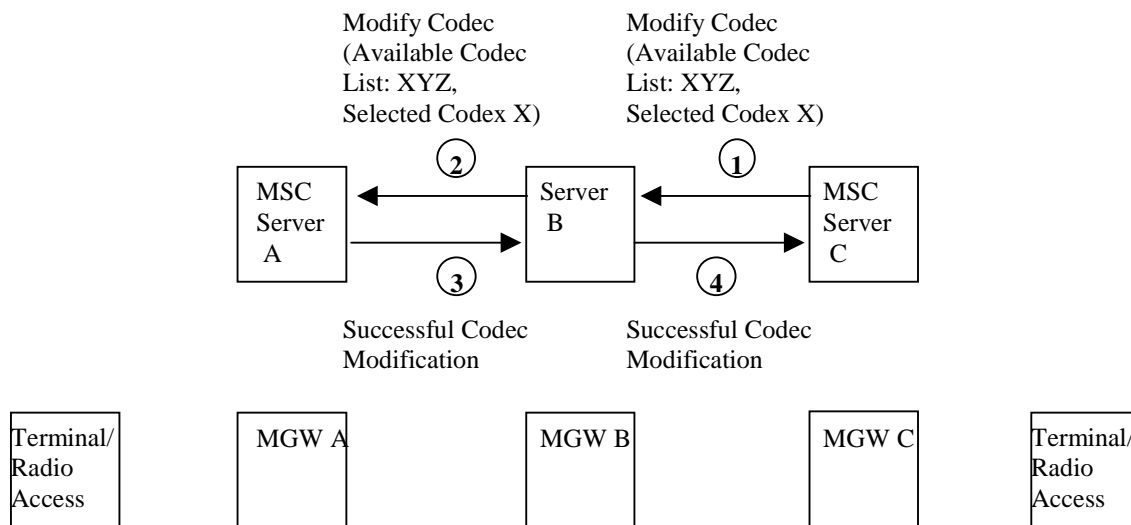 Modify Codec
(Available Codec
List: XYZ,
Selected Codex X)
Modify Codec
(Available Codec
List: XYZ,
Selected Codex X)
2
1
MSC
Server
A
Server
B
MSC
Server
C
3
4
Successful Codec
Modification
Successful Codec
Modification
Terminal/
Radio
Access
MGW A
MGW B
MGW C
Terminal/
Radio
Access